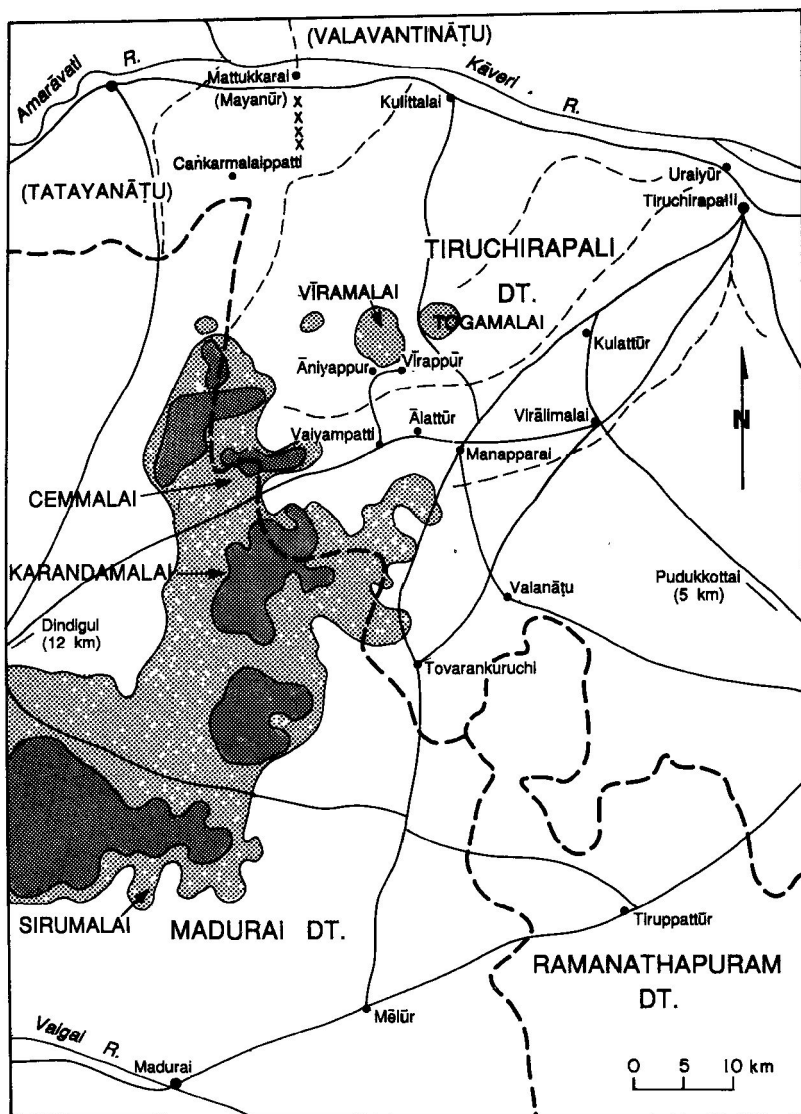 (VALAVANTINĀṬU)
Amarāvati
R.
Mattukkarai
(Mayanūr)
x
x
x
x
Kāveri
R.
Kulittalai
Caṅkarmalaippatti
Uraiyūr
(TATAYANĀṬU)
Tiruchirapalli
TIRUCHIRAPALI
DT.
VĪRAMALAI
TOGAMALAI
Kulattūr
Āniyappur
Vīrappūr
N
Ālattūr
Virālimalai
Vaiyampatti
Manapparai
CEMMALAI
KARANDAMALAI
Pudukkottai
(5 km)
Valanāṭu
Dindigul
(12 km)
Tovarankuruchi
SIRUMALAI
MADURAI DT.
Tiruppattūr
RAMANATHAPURAM
DT.
Mēlūr
Vaigai
R.
Madurai
0 5 10 km